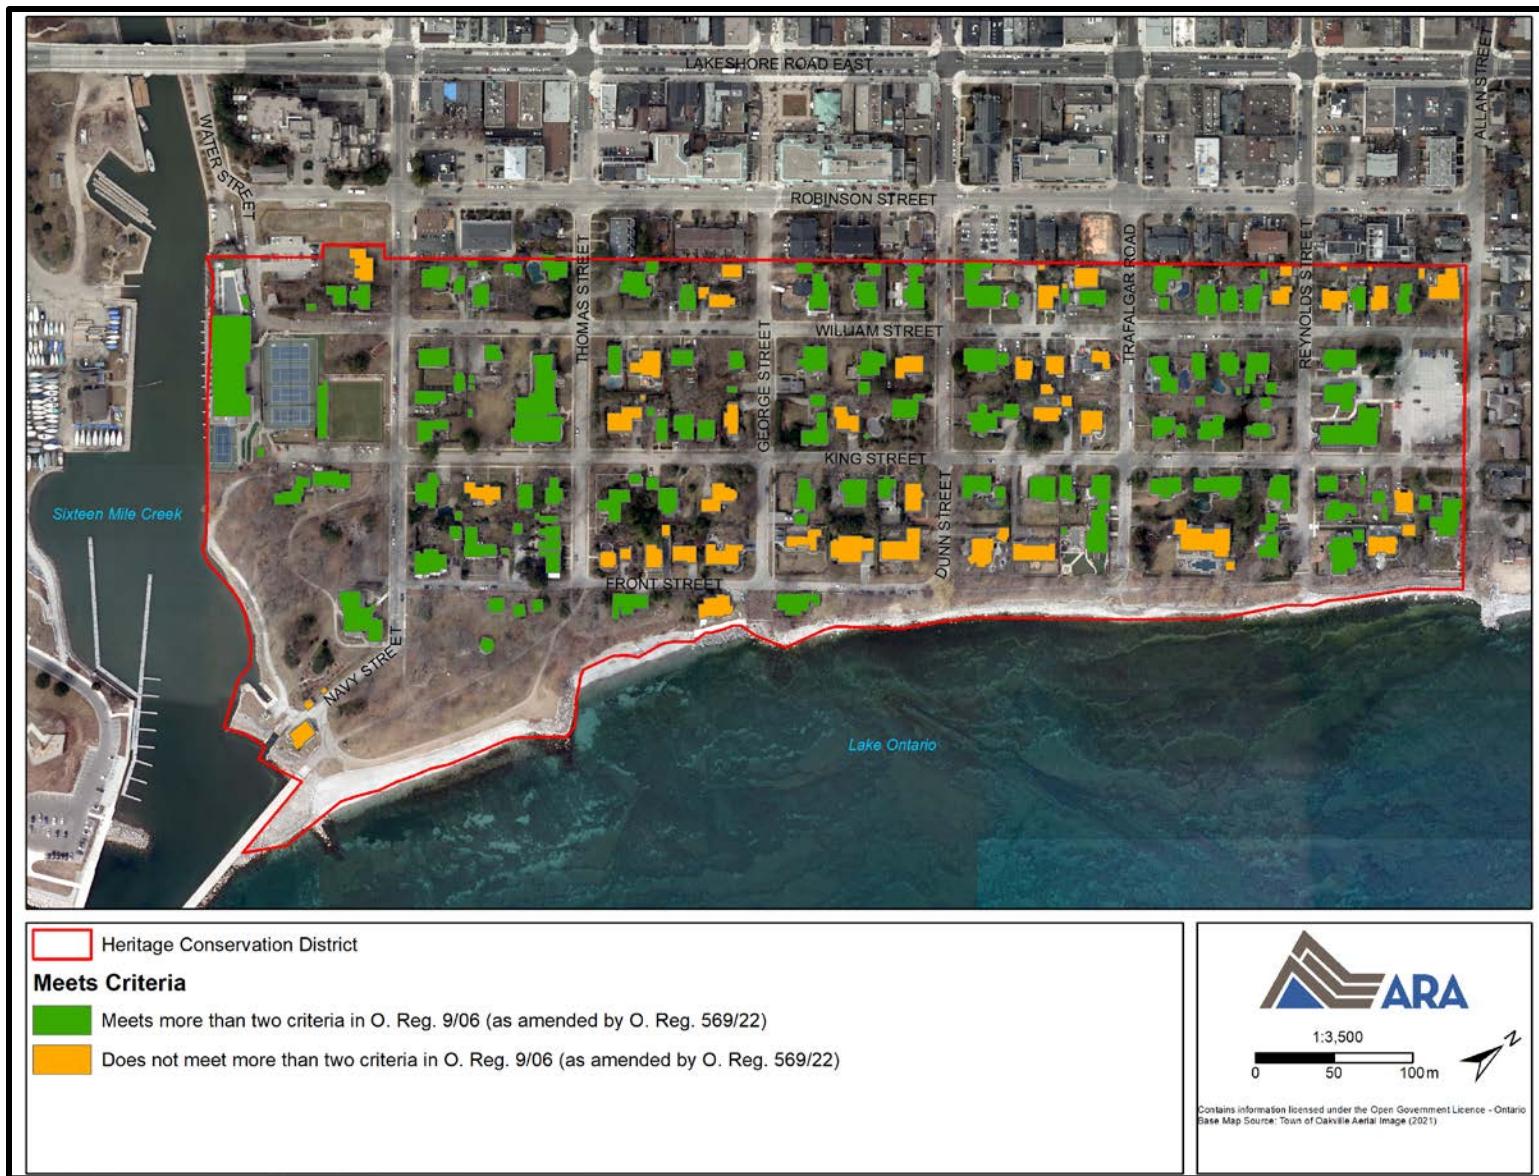 LAKESHORE ROAD EAST
ALLAN STREET
WATER STREET
ROBINSON STREET
THOMAS STREET
GEORGE STREET
WILLIAM STREET
TRAFALGAR ROAD
REYNOLDS STREET
KING STREET
Sixteen Mile Creek
DUNN STREET
FRONT STREET
NAVY STREET
Lake Ontario
Heritage Conservation District
Meets Criteria
Meets more than two criteria in O. Reg. 9/06 (as amended by O. Reg. 569/22)
Does not meet more than two criteria in O. Reg. 9/06 (as amended by O. Reg. 569/22)
ARA
1:3,500
N
0 50 100 m
Contains information licensed under the Open Government Licence - Ontario
Base Map Source: Town of Oakville Aerial Image (2021)